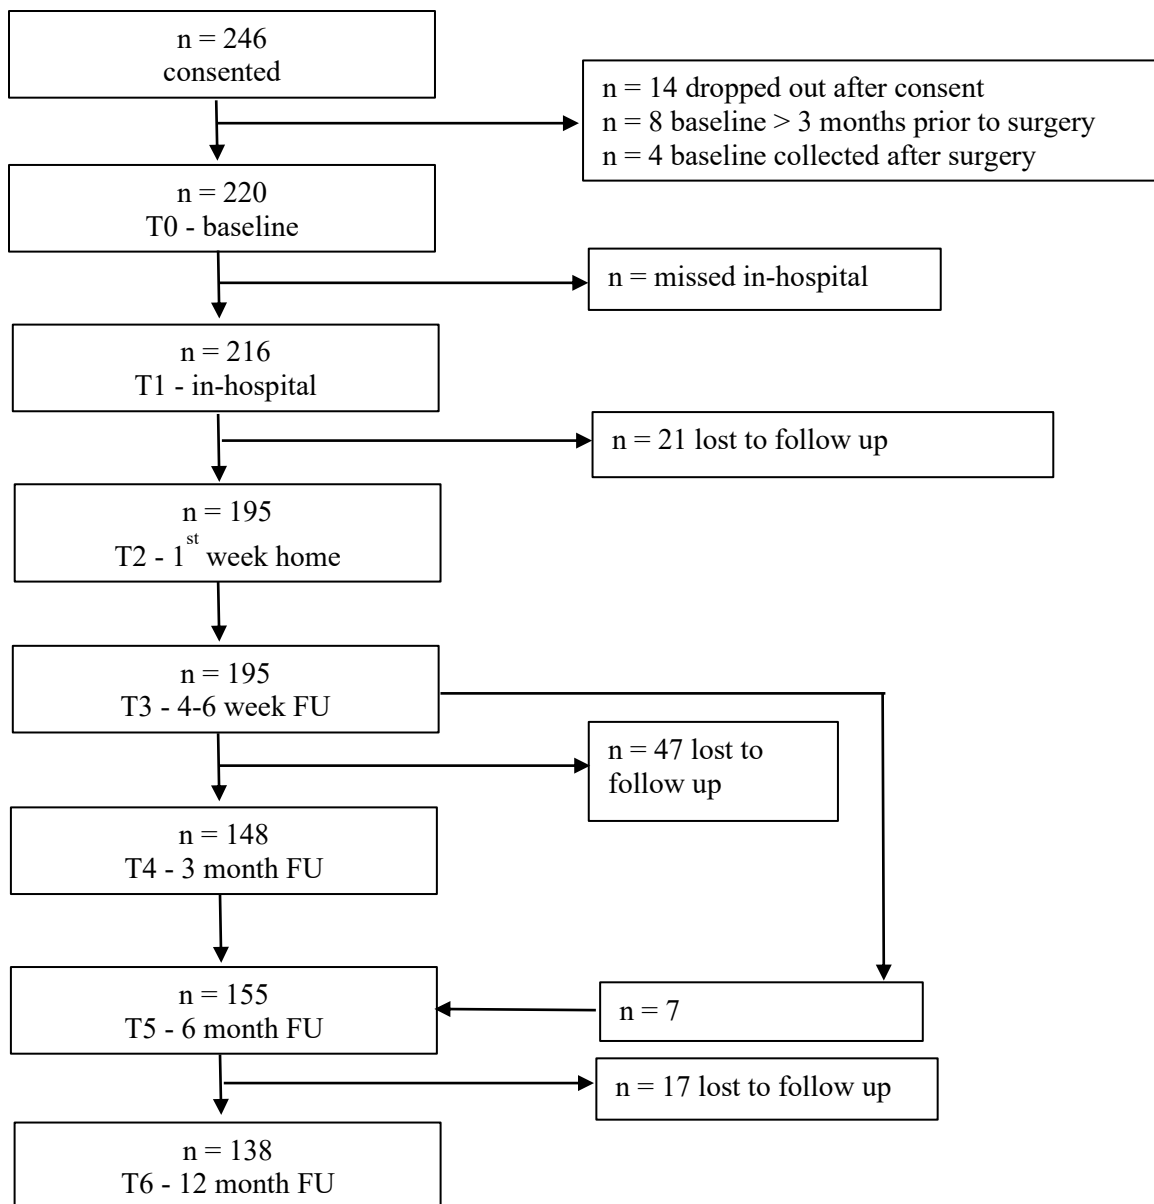 n = 246
consented
n = 14 dropped out after consent
n = 8 baseline > 3 months prior to surgery
n = 4 baseline collected after surgery
n = 220
T0 - baseline
n = missed in-hospital
n = 216
T1 - in-hospital
n = 21 lost to follow up
n = 195
T2 - 1st week home
n = 195
T3 - 4-6 week FU
n = 47 lost to
follow up
n = 148
T4 - 3 month FU
n = 155
T5 - 6 month FU
n = 7
n = 17 lost to follow up
n = 138
T6 - 12 month FU